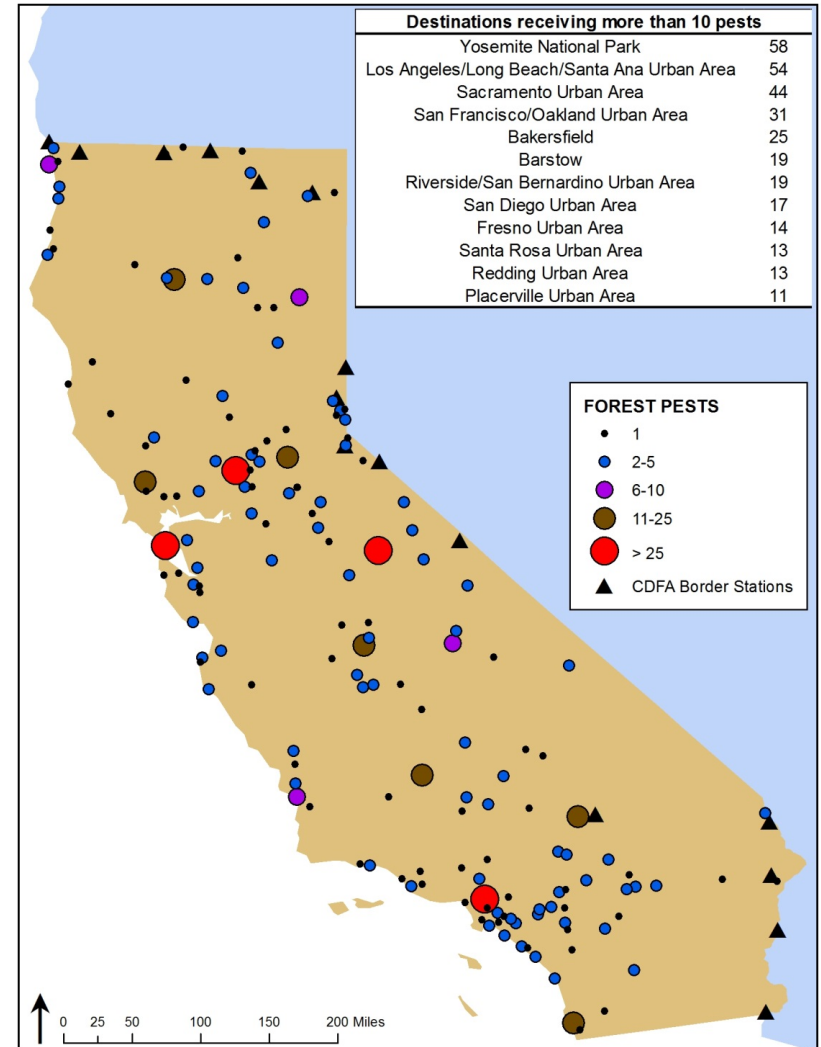 Destinations receiving more than 10 pests
Yosemite National Park 58
Los Angeles/Long Beach/Santa Ana Urban Area 54
Sacramento Urban Area 44
San Francisco/Oakland Urban Area 31
Bakersfield 25
Barstow 19
Riverside/San Bernardino Urban Area 19
San Diego Urban Area 17
Fresno Urban Area 14
Santa Rosa Urban Area 13
Redding Urban Area 13
Placerville Urban Area 11
FOREST PESTS
1
2-5
6-10
11-25
> 25
CDFA Border Stations
0 25 50 100 150 200 Miles